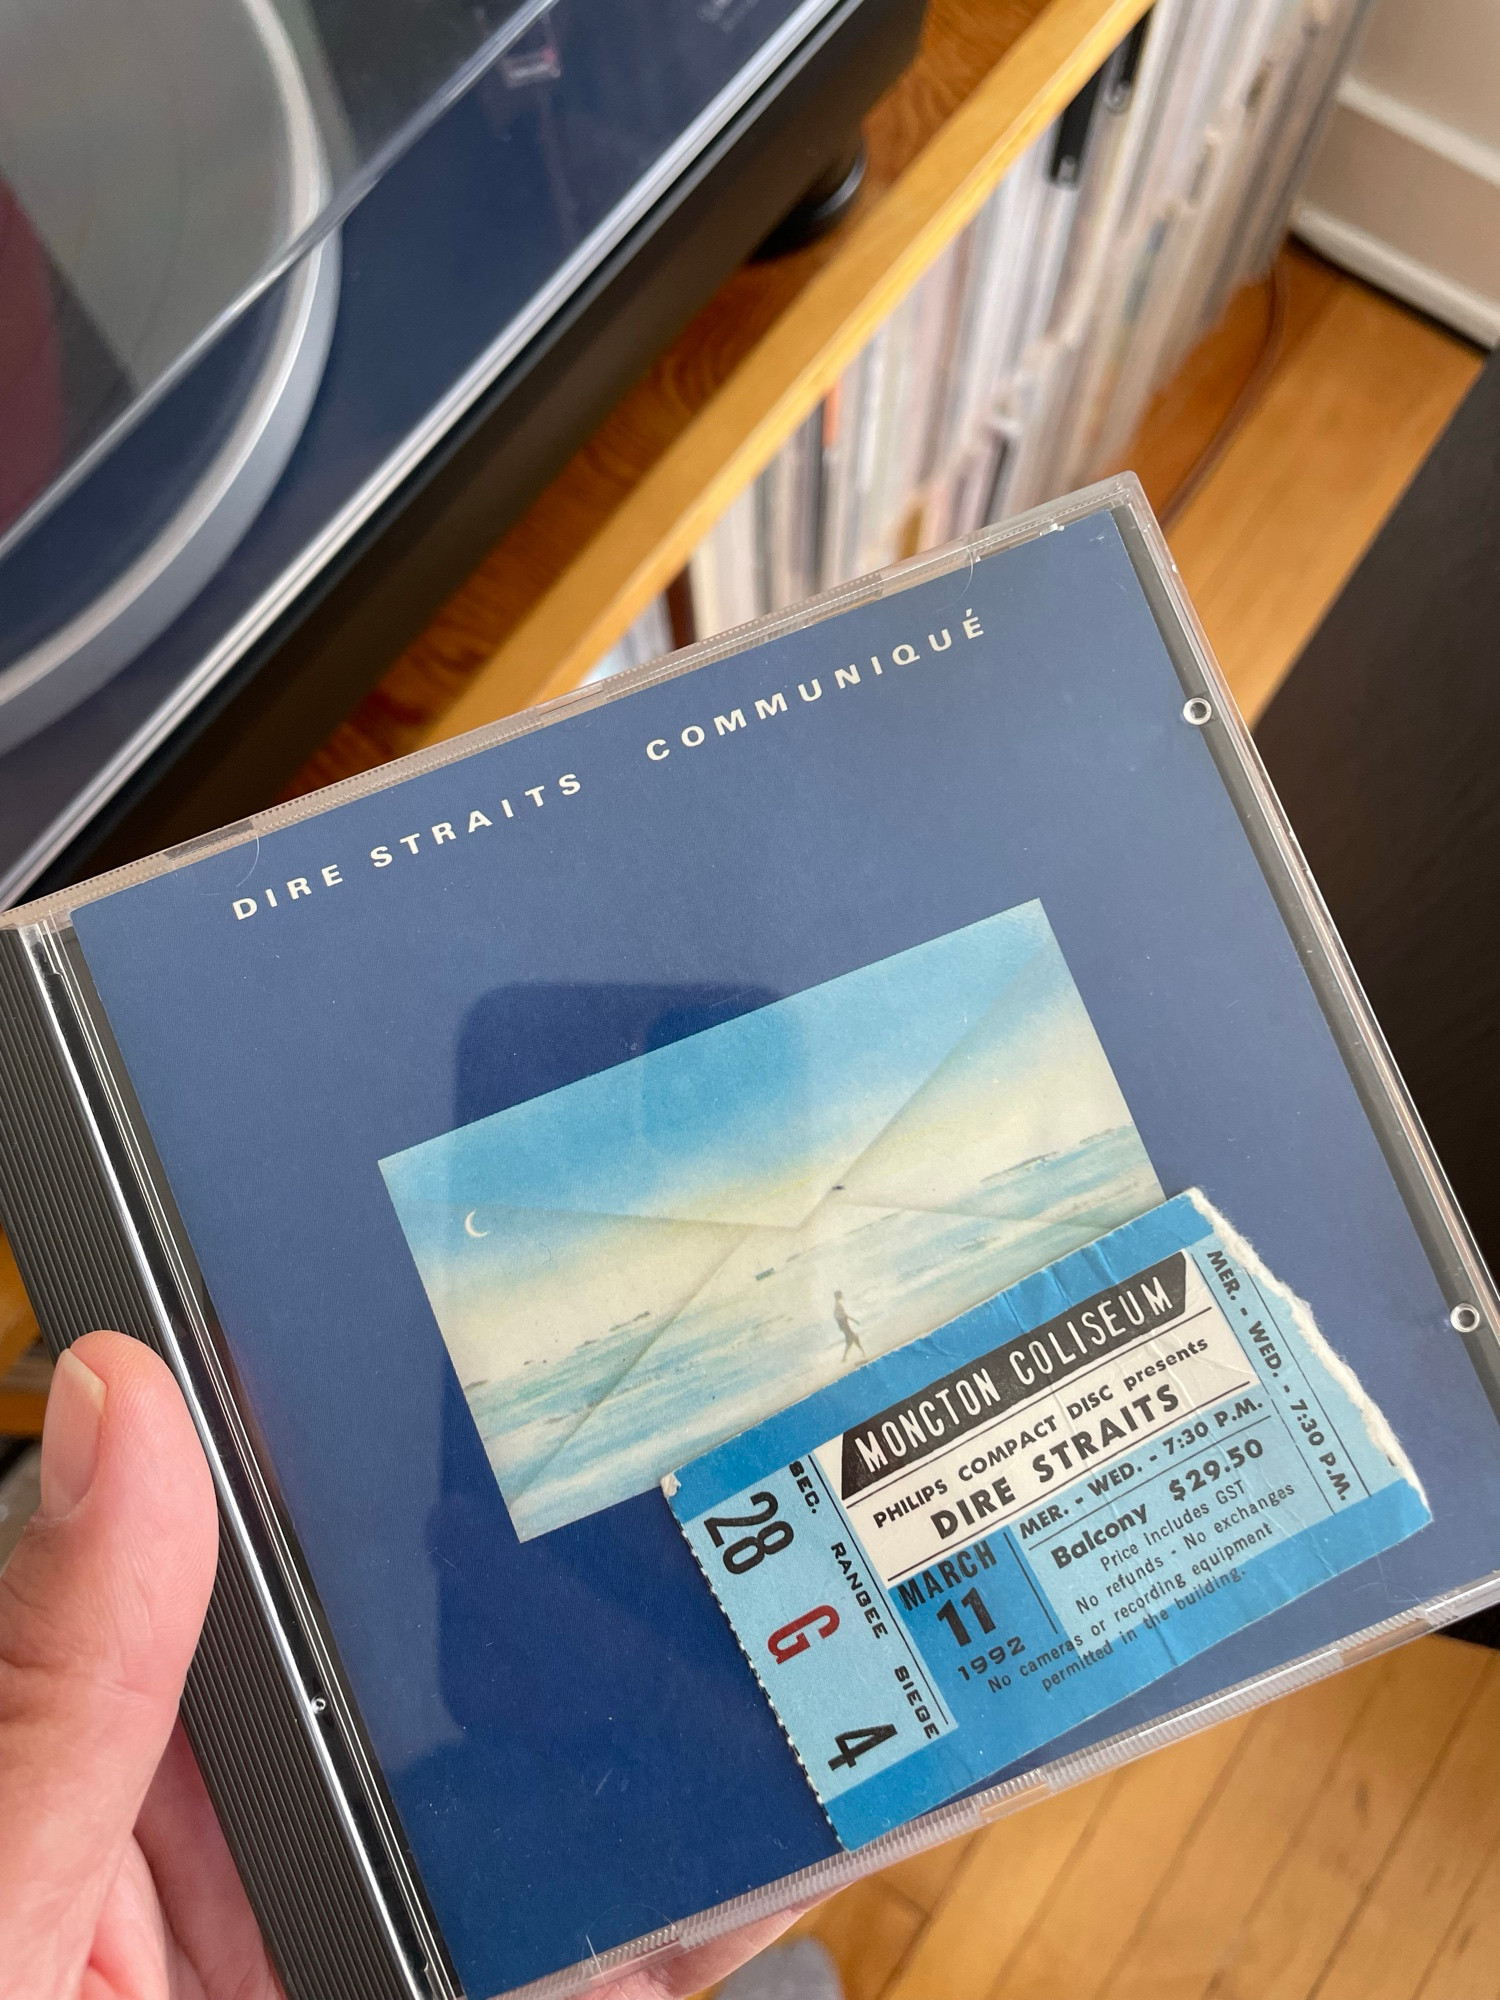 DIRE STRAITS COMMUNIQUÉ
MONCTON COLISEUM
PHILIPS COMPACT DISC presents
DIRE STRAITS
MER. - WED. - 7:30 P.M.
MARCH
11
1992
Balcony $29.50
Price includes GST
No refunds - No exchanges
No cameras or recording equipment
permitted in the building.
SEC.
28
RANGEE
G
SIEGE
4
MER. - WED. - 7:30 P.M.